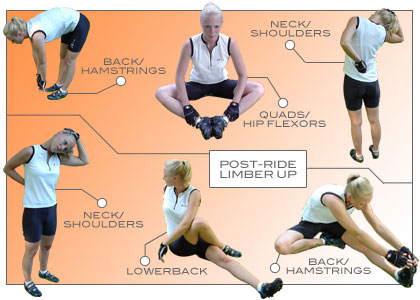 BACK/
HAMSTRINGS
NECK/
SHOULDERS
QUADS/
HIP FLEXORS
POST-RIDE
LIMBER UP
NECK/
SHOULDERS
LOWERBACK
BACK/
HAMSTRINGS